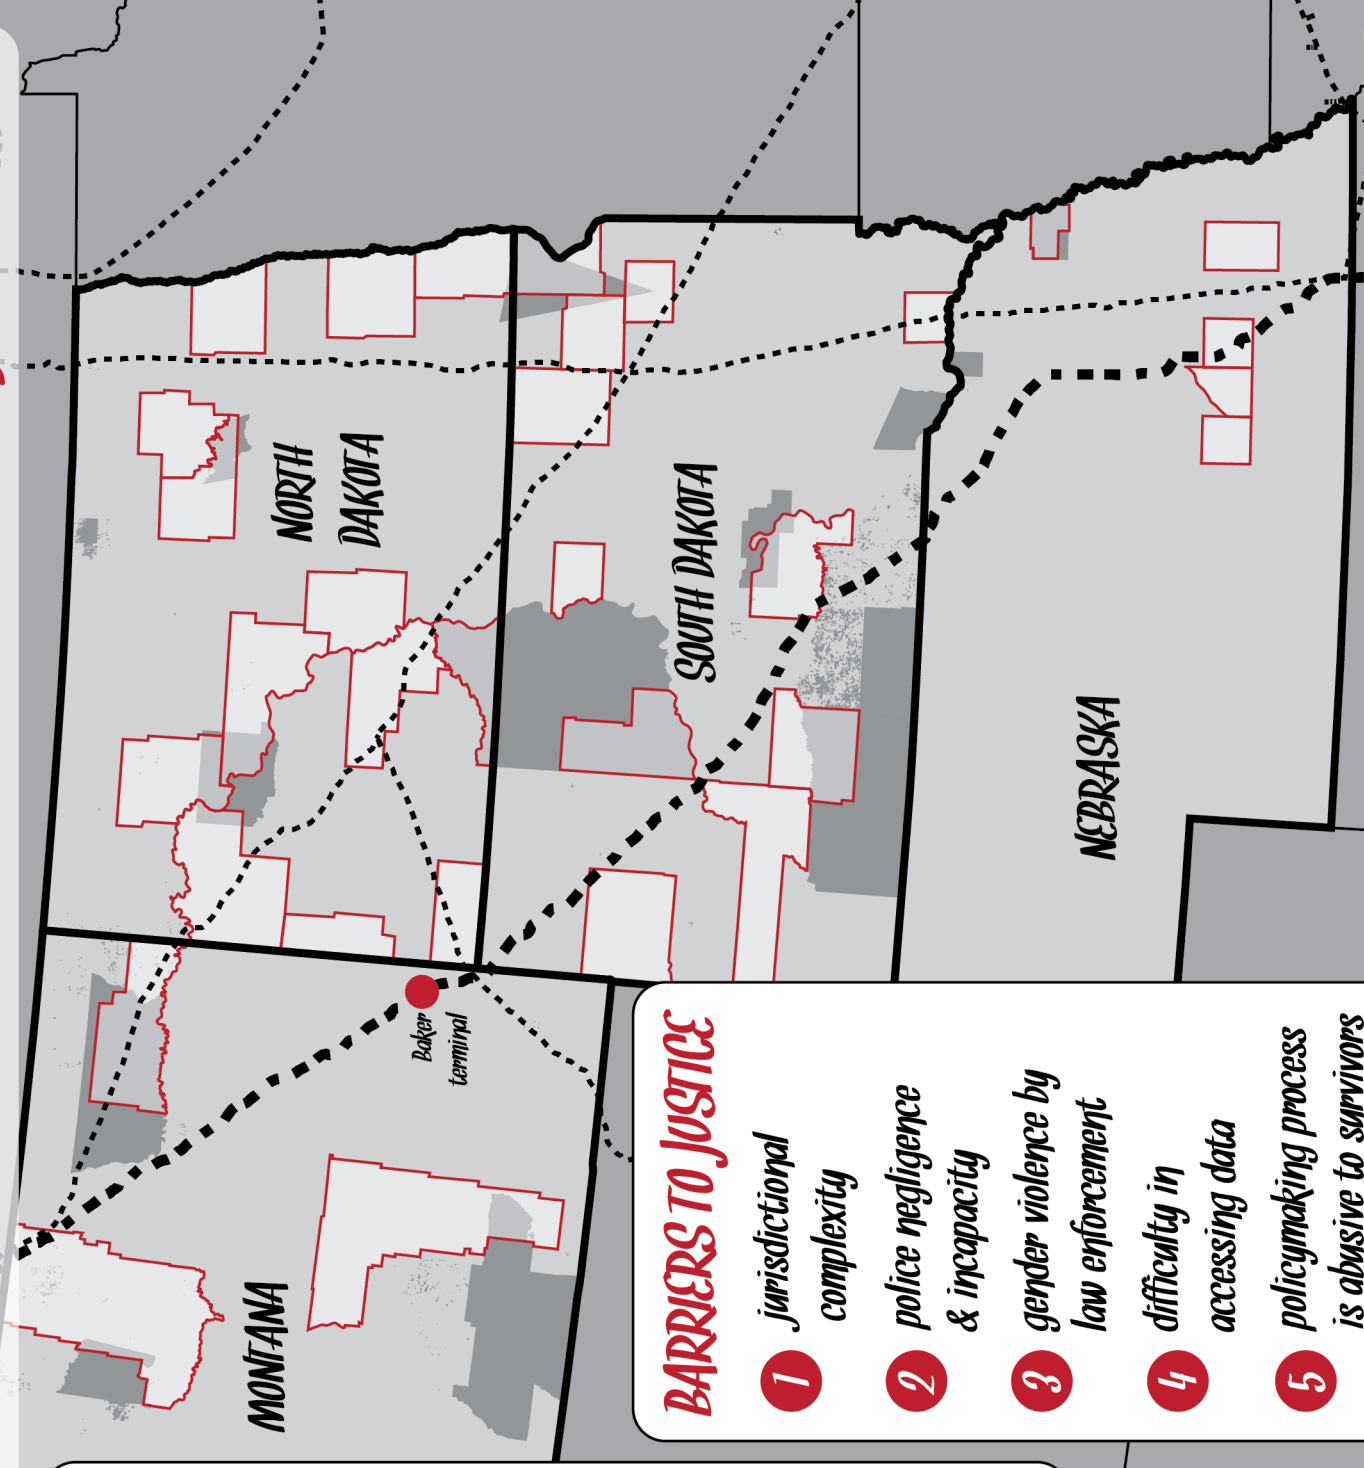 NORTH
DAKOTA
SOUTH DAKOTA
NEBRASKA
MONTANA
Baker
terminal
BARRIERS TO JUSTICE
1 jurisdictional
complexity
2 police negligence
& incapacity
3 gender violence by
law enforcement
4 difficulty in
accessing data
5 policymaking process
is abusive to survivors